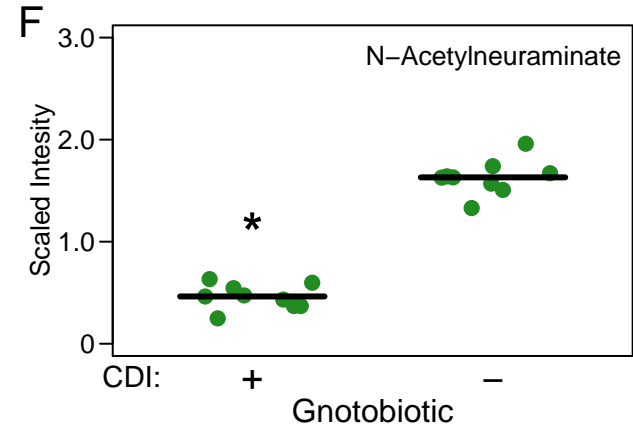 F
N−Acetylneuraminate
Scaled Intesity
3.0
2.0
1.0
0
*
CDI: + −
Gnotobiotic